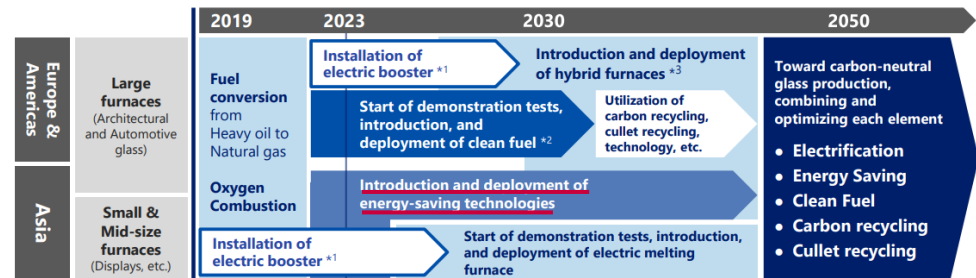 2019
2023
2030
2050
Europe &
Americas
Large
furnaces
(Architectural
and Automotive
glass)
Fuel
conversion
from
Heavy oil to
Natural gas
Installation of
electric booster *1
Introduction and deployment
of hybrid furnaces *3
Start of demonstration tests,
introduction, and
deployment of clean fuel *2
Utilization of
carbon recycling,
cullet recycling,
technology, etc.
Asia
Small &
Mid-size
furnaces
(Displays, etc.)
Oxygen
Combustion
Introduction and deployment of
energy-saving technologies
Installation of
electric booster *1
Start of demonstration tests, introduction,
and deployment of electric melting
furnace
Toward carbon-neutral
glass production,
combining and
optimizing each element
● Electrification
● Energy Saving
● Clean Fuel
● Carbon recycling
● Cullet recycling